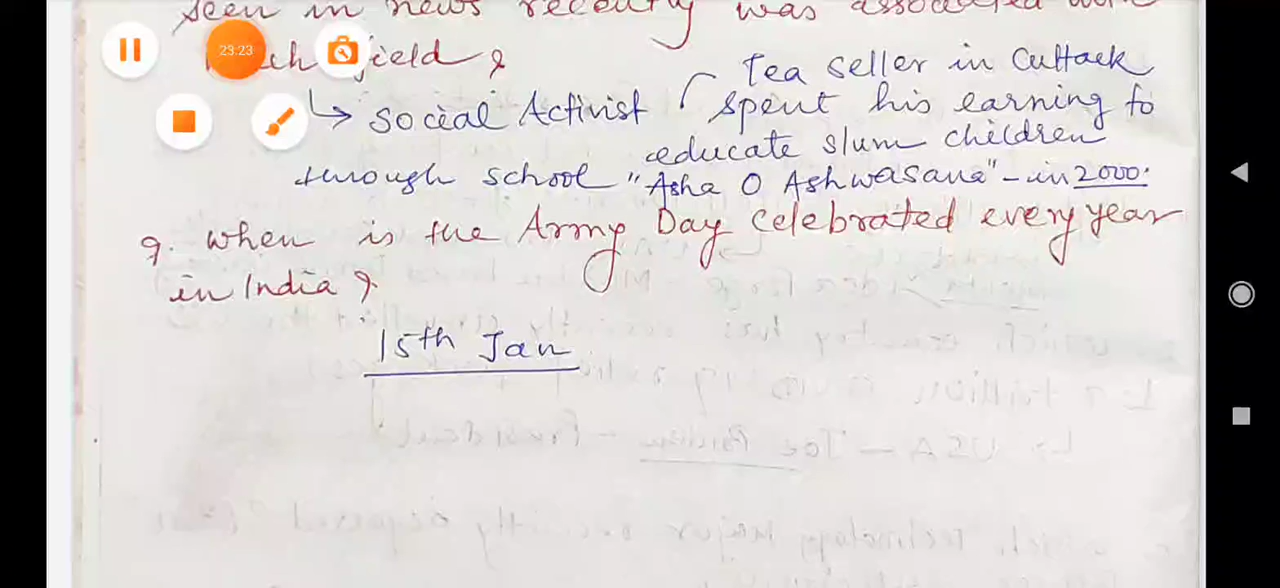 seen in news recently was associated with
field ?
23:23
Tea seller in Cuttack
↳ Social Activist spent his earning to
educate slum children
through school "Asha O Ashwasana" - in 2000.
9. When is the Army Day celebrated every year
in India ?
15th Jan